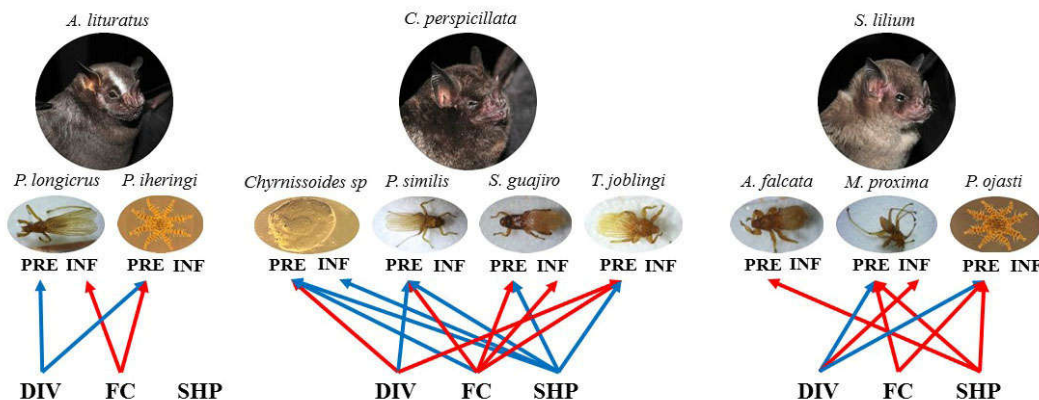 A. lituratus C. perspicillata S. lilium
P. longicrus P. iheringi Chyrnissoides sp P. similis S. guajiro T. joblingi A. falcata M. proxima P. ojasti
PRE INF PRE INF PRE INF PRE INF PRE INF PRE INF PRE INF PRE INF PRE INF
DIV FC SHP DIV FC SHP DIV FC SHP